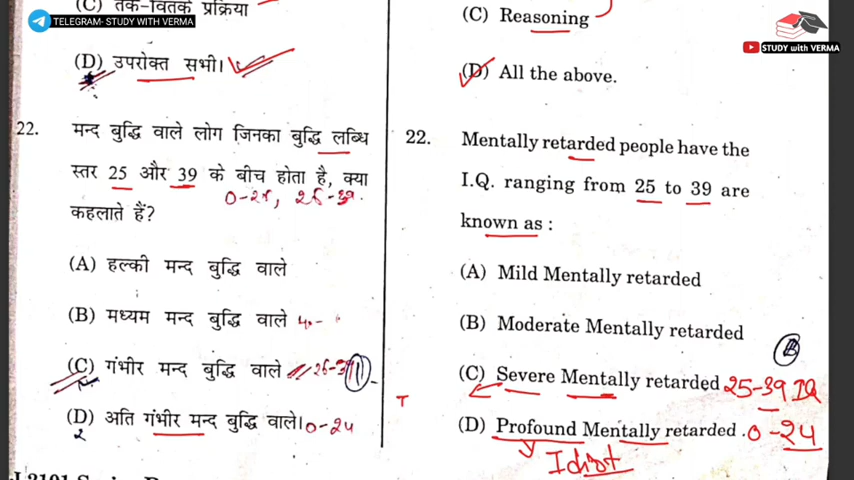 (C) तर्क-वितर्क प्रक्रिया
TELEGRAM- STUDY WITH VERMA
(D) उपरोक्त सभी।
22. मन्द बुद्धि वाले लोग जिनका बुद्धि लब्धि
स्तर 25 और 39 के बीच होता है, क्या
0-24, 25-39.
कहलाते हैं?
(A) हल्की मन्द बुद्धि वाले
(B) मध्यम मन्द बुद्धि वाले
(C) गंभीर मन्द बुद्धि वाले
(D) अति गंभीर मन्द बुद्धि वाले। 0-24
(C) Reasoning
STUDY with VERMA
(D) All the above.
22. Mentally retarded people have the
I.Q. ranging from 25 to 39 are
known as :
(A) Mild Mentally retarded
(B) Moderate Mentally retarded
B
(C) Severe Mentally retarded 25-39 IQ
(D) Profound Mentally retarded. 0-24
Idiot